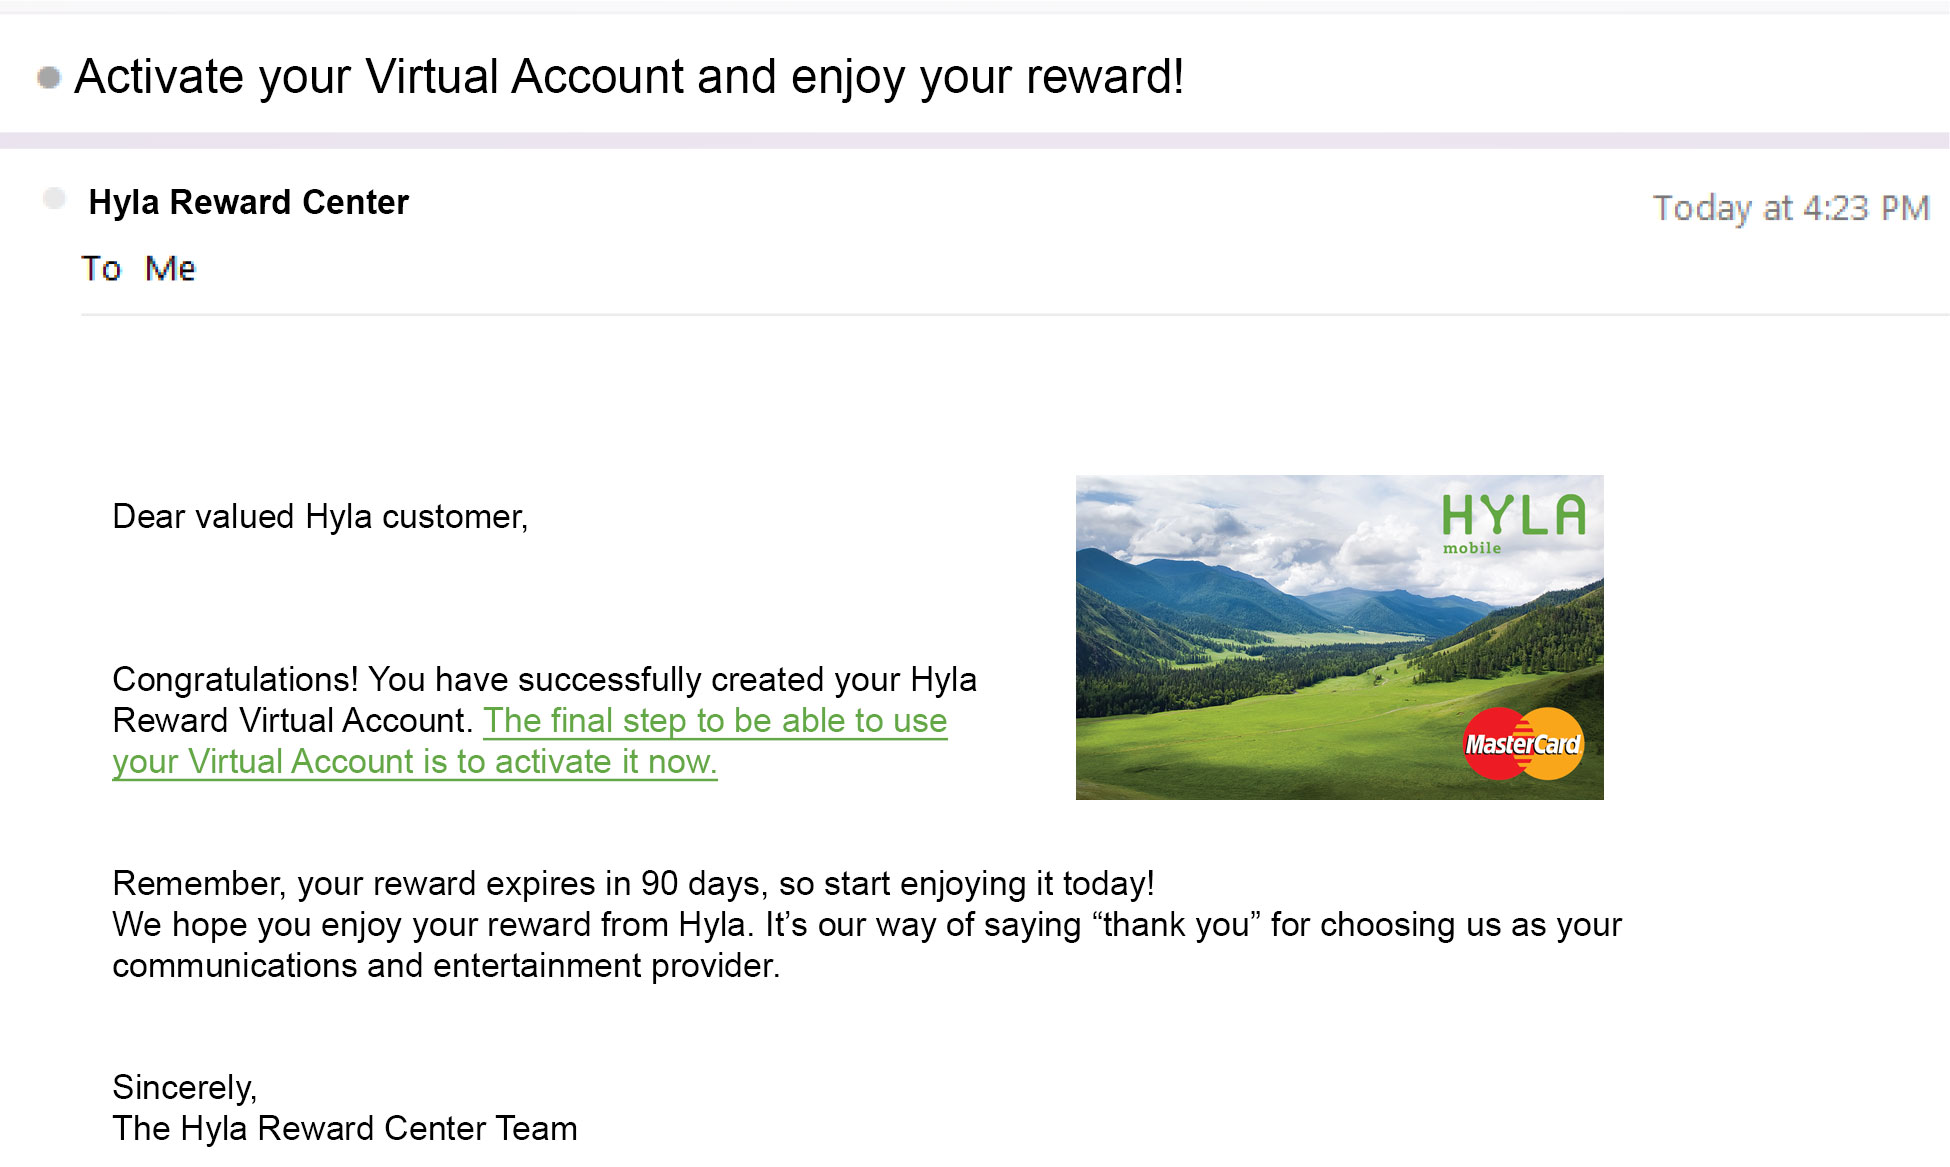 Activate your Virtual Account and enjoy your reward!
Hyla Reward Center
Today at 4:23 PM
To Me
Dear valued Hyla customer,
HYLA
mobile
Congratulations! You have successfully created your Hyla
Reward Virtual Account. The final step to be able to use
your Virtual Account is to activate it now.
MasterCard
Remember, your reward expires in 90 days, so start enjoying it today!
We hope you enjoy your reward from Hyla. It’s our way of saying “thank you” for choosing us as your
communications and entertainment provider.
Sincerely,
The Hyla Reward Center Team